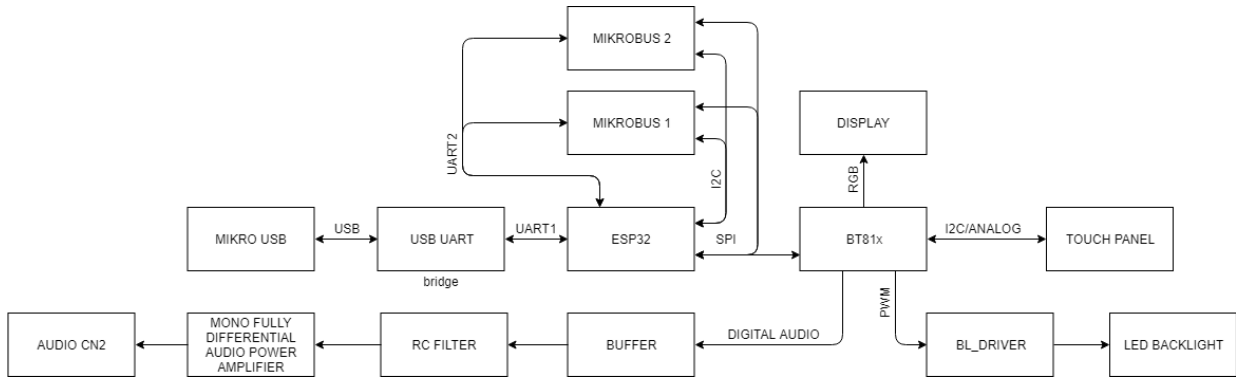 MIKROBUS 2
MIKROBUS 1
DISPLAY
UART2
I2C
RGB
MIKRO USB
USB
USB UART
UART1
ESP32
SPI
BT81x
I2C/ANALOG
TOUCH PANEL
bridge
PWM
AUDIO CN2
MONO FULLY
DIFFERENTIAL
AUDIO POWER
AMPLIFIER
RC FILTER
BUFFER
DIGITAL AUDIO
BL_DRIVER
LED BACKLIGHT